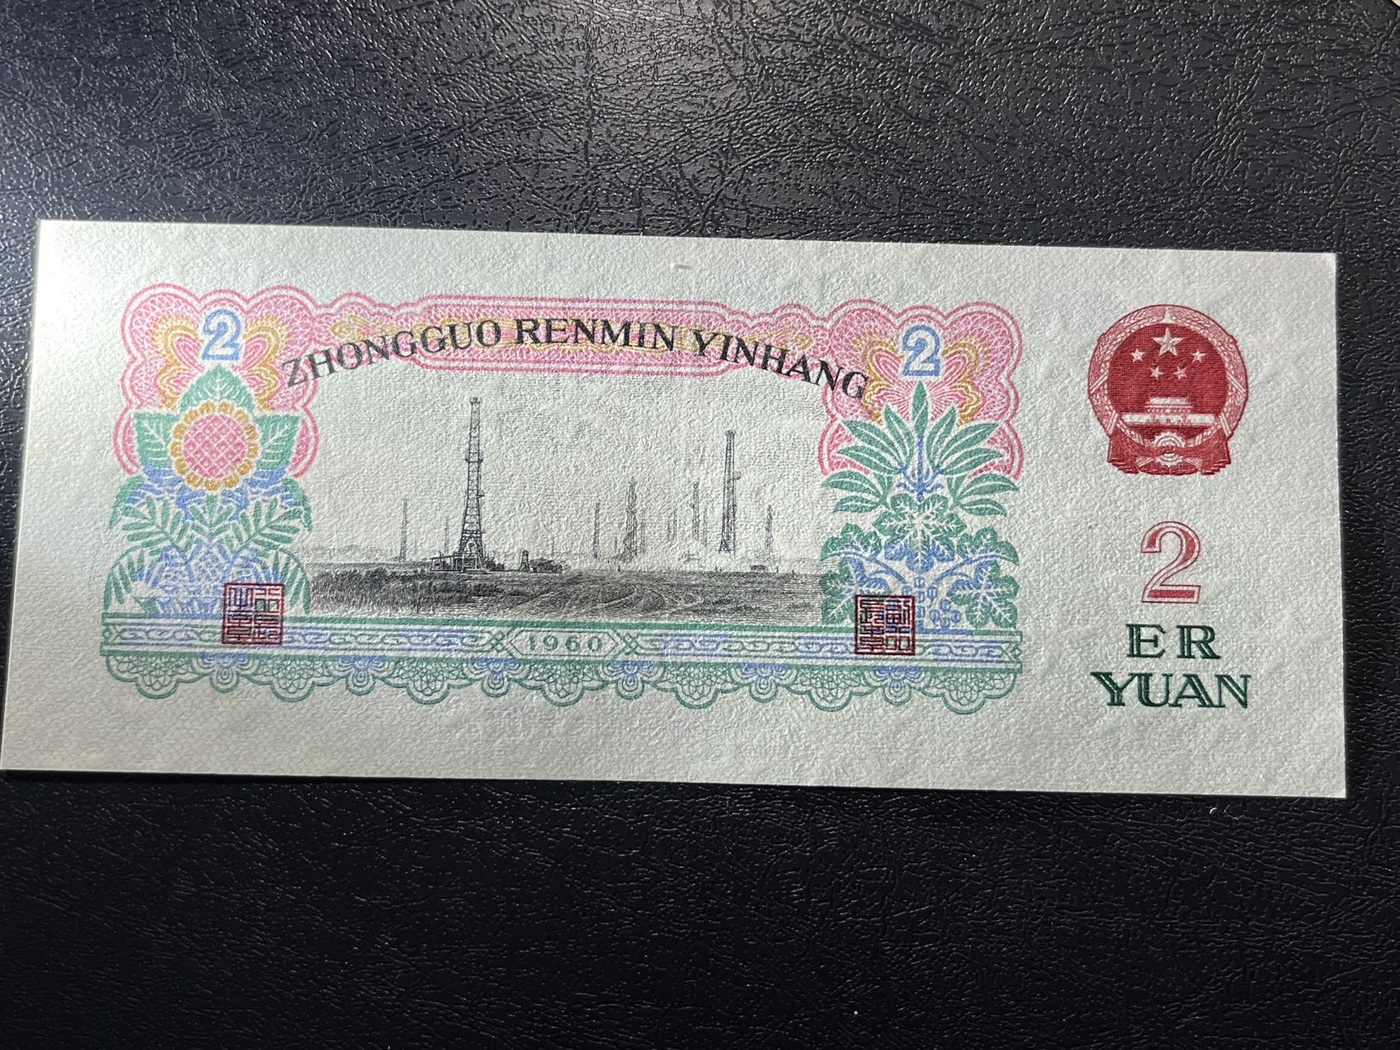 2
ZHONGGUO RENMIN YINHANG
2
1960
2
ER
YUAN